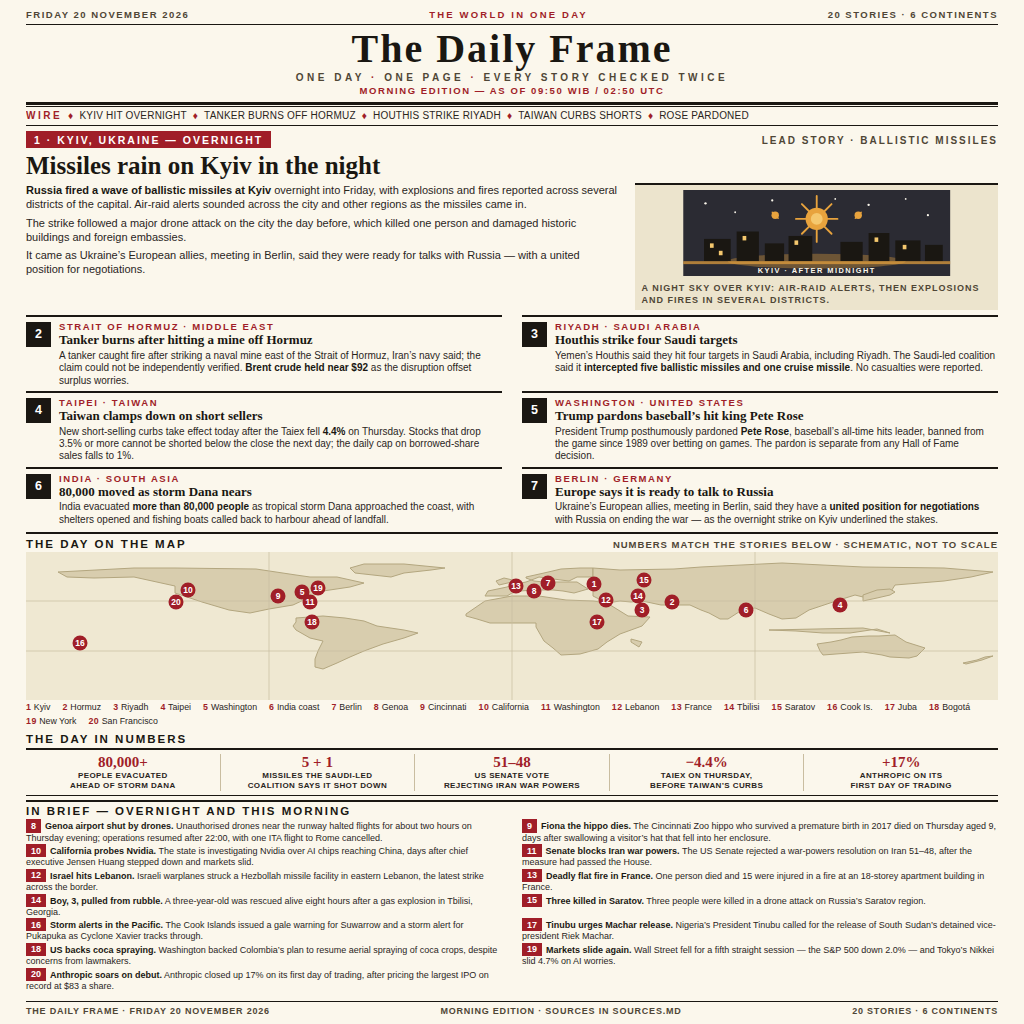 FRIDAY 20 NOVEMBER 2026
THE WORLD IN ONE DAY
20 STORIES · 6 CONTINENTS
The Daily Frame
ONE DAY · ONE PAGE · EVERY STORY CHECKED TWICE
MORNING EDITION — AS OF 09:50 WIB / 02:50 UTC
WIRE ♦ KYIV HIT OVERNIGHT ♦ TANKER BURNS OFF HORMUZ ♦ HOUTHIS STRIKE RIYADH ♦ TAIWAN CURBS SHORTS ♦ ROSE PARDONED
1 · KYIV, UKRAINE — OVERNIGHT
LEAD STORY · BALLISTIC MISSILES
Missiles rain on Kyiv in the night
Russia fired a wave of ballistic missiles at Kyiv overnight into Friday, with explosions and fires reported across several
districts of the capital. Air-raid alerts sounded across the city and other regions as the missiles came in.
The strike followed a major drone attack on the city the day before, which killed one person and damaged historic
buildings and foreign embassies.
It came as Ukraine's European allies, meeting in Berlin, said they were ready for talks with Russia — with a united
position for negotiations.
KYIV · AFTER MIDNIGHT
A NIGHT SKY OVER KYIV: AIR-RAID ALERTS, THEN EXPLOSIONS
AND FIRES IN SEVERAL DISTRICTS.
2
STRAIT OF HORMUZ · MIDDLE EAST
Tanker burns after hitting a mine off Hormuz
A tanker caught fire after striking a naval mine east of the Strait of Hormuz, Iran's navy said; the
claim could not be independently verified. Brent crude held near $92 as the disruption offset
surplus worries.
3
RIYADH · SAUDI ARABIA
Houthis strike four Saudi targets
Yemen's Houthis said they hit four targets in Saudi Arabia, including Riyadh. The Saudi-led coalition
said it intercepted five ballistic missiles and one cruise missile. No casualties were reported.
4
TAIPEI · TAIWAN
Taiwan clamps down on short sellers
New short-selling curbs take effect today after the Taiex fell 4.4% on Thursday. Stocks that drop
3.5% or more cannot be shorted below the close the next day; the daily cap on borrowed-share
sales falls to 1%.
5
WASHINGTON · UNITED STATES
Trump pardons baseball's hit king Pete Rose
President Trump posthumously pardoned Pete Rose, baseball's all-time hits leader, banned from
the game since 1989 over betting on games. The pardon is separate from any Hall of Fame
decision.
6
INDIA · SOUTH ASIA
80,000 moved as storm Dana nears
India evacuated more than 80,000 people as tropical storm Dana approached the coast, with
shelters opened and fishing boats called back to harbour ahead of landfall.
7
BERLIN · GERMANY
Europe says it is ready to talk to Russia
Ukraine's European allies, meeting in Berlin, said they have a united position for negotiations
with Russia on ending the war — as the overnight strike on Kyiv underlined the stakes.
THE DAY ON THE MAP
NUMBERS MATCH THE STORIES BELOW · SCHEMATIC, NOT TO SCALE
10
20
9
5
19
11
18
16
13
8
7
1
12
15
14
3
2
17
6
4
1 Kyiv 2 Hormuz 3 Riyadh 4 Taipei 5 Washington 6 India coast 7 Berlin 8 Genoa 9 Cincinnati 10 California 11 Washington 12 Lebanon 13 France 14 Tbilisi 15 Saratov 16 Cook Is. 17 Juba 18 Bogotá
19 New York 20 San Francisco
THE DAY IN NUMBERS
80,000+
PEOPLE EVACUATED
AHEAD OF STORM DANA
5 + 1
MISSILES THE SAUDI-LED
COALITION SAYS IT SHOT DOWN
51–48
US SENATE VOTE
REJECTING IRAN WAR POWERS
−4.4%
TAIEX ON THURSDAY,
BEFORE TAIWAN'S CURBS
+17%
ANTHROPIC ON ITS
FIRST DAY OF TRADING
IN BRIEF — OVERNIGHT AND THIS MORNING
8 Genoa airport shut by drones. Unauthorised drones near the runway halted flights for about two hours on
Thursday evening; operations resumed after 22:00, with one ITA flight to Rome cancelled.
9 Fiona the hippo dies. The Cincinnati Zoo hippo who survived a premature birth in 2017 died on Thursday aged 9,
days after swallowing a visitor's hat that fell into her enclosure.
10 California probes Nvidia. The state is investigating Nvidia over AI chips reaching China, days after chief
executive Jensen Huang stepped down and markets slid.
11 Senate blocks Iran war powers. The US Senate rejected a war-powers resolution on Iran 51–48, after the
measure had passed the House.
12 Israel hits Lebanon. Israeli warplanes struck a Hezbollah missile facility in eastern Lebanon, the latest strike
across the border.
13 Deadly flat fire in France. One person died and 15 were injured in a fire at an 18-storey apartment building in
France.
14 Boy, 3, pulled from rubble. A three-year-old was rescued alive eight hours after a gas explosion in Tbilisi,
Georgia.
15 Three killed in Saratov. Three people were killed in a drone attack on Russia's Saratov region.
16 Storm alerts in the Pacific. The Cook Islands issued a gale warning for Suwarrow and a storm alert for
Pukapuka as Cyclone Xavier tracks through.
17 Tinubu urges Machar release. Nigeria's President Tinubu called for the release of South Sudan's detained vice-
president Riek Machar.
18 US backs coca spraying. Washington backed Colombia's plan to resume aerial spraying of coca crops, despite
concerns from lawmakers.
19 Markets slide again. Wall Street fell for a fifth straight session — the S&P 500 down 2.0% — and Tokyo's Nikkei
slid 4.7% on AI worries.
20 Anthropic soars on debut. Anthropic closed up 17% on its first day of trading, after pricing the largest IPO on
record at $83 a share.
THE DAILY FRAME · FRIDAY 20 NOVEMBER 2026
MORNING EDITION · SOURCES IN SOURCES.MD
20 STORIES · 6 CONTINENTS